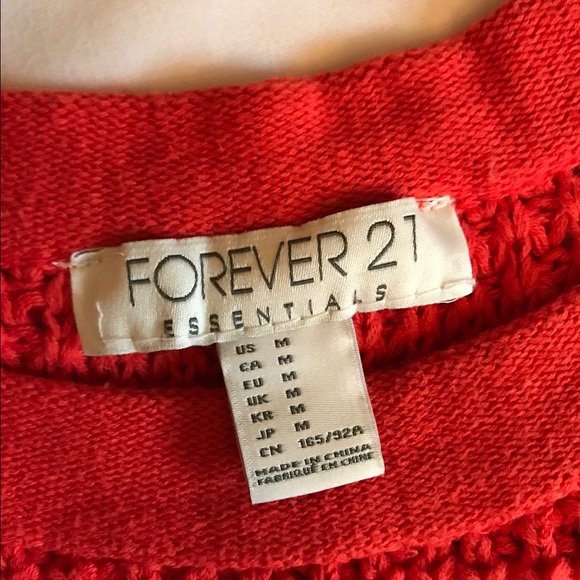 FOREVER 21
ESSENTIALS
US M
CA M
EU M
UK M
KR M
JP M
CN 165/92A
MADE IN CHINA
FABRIQUÉ EN CHINE